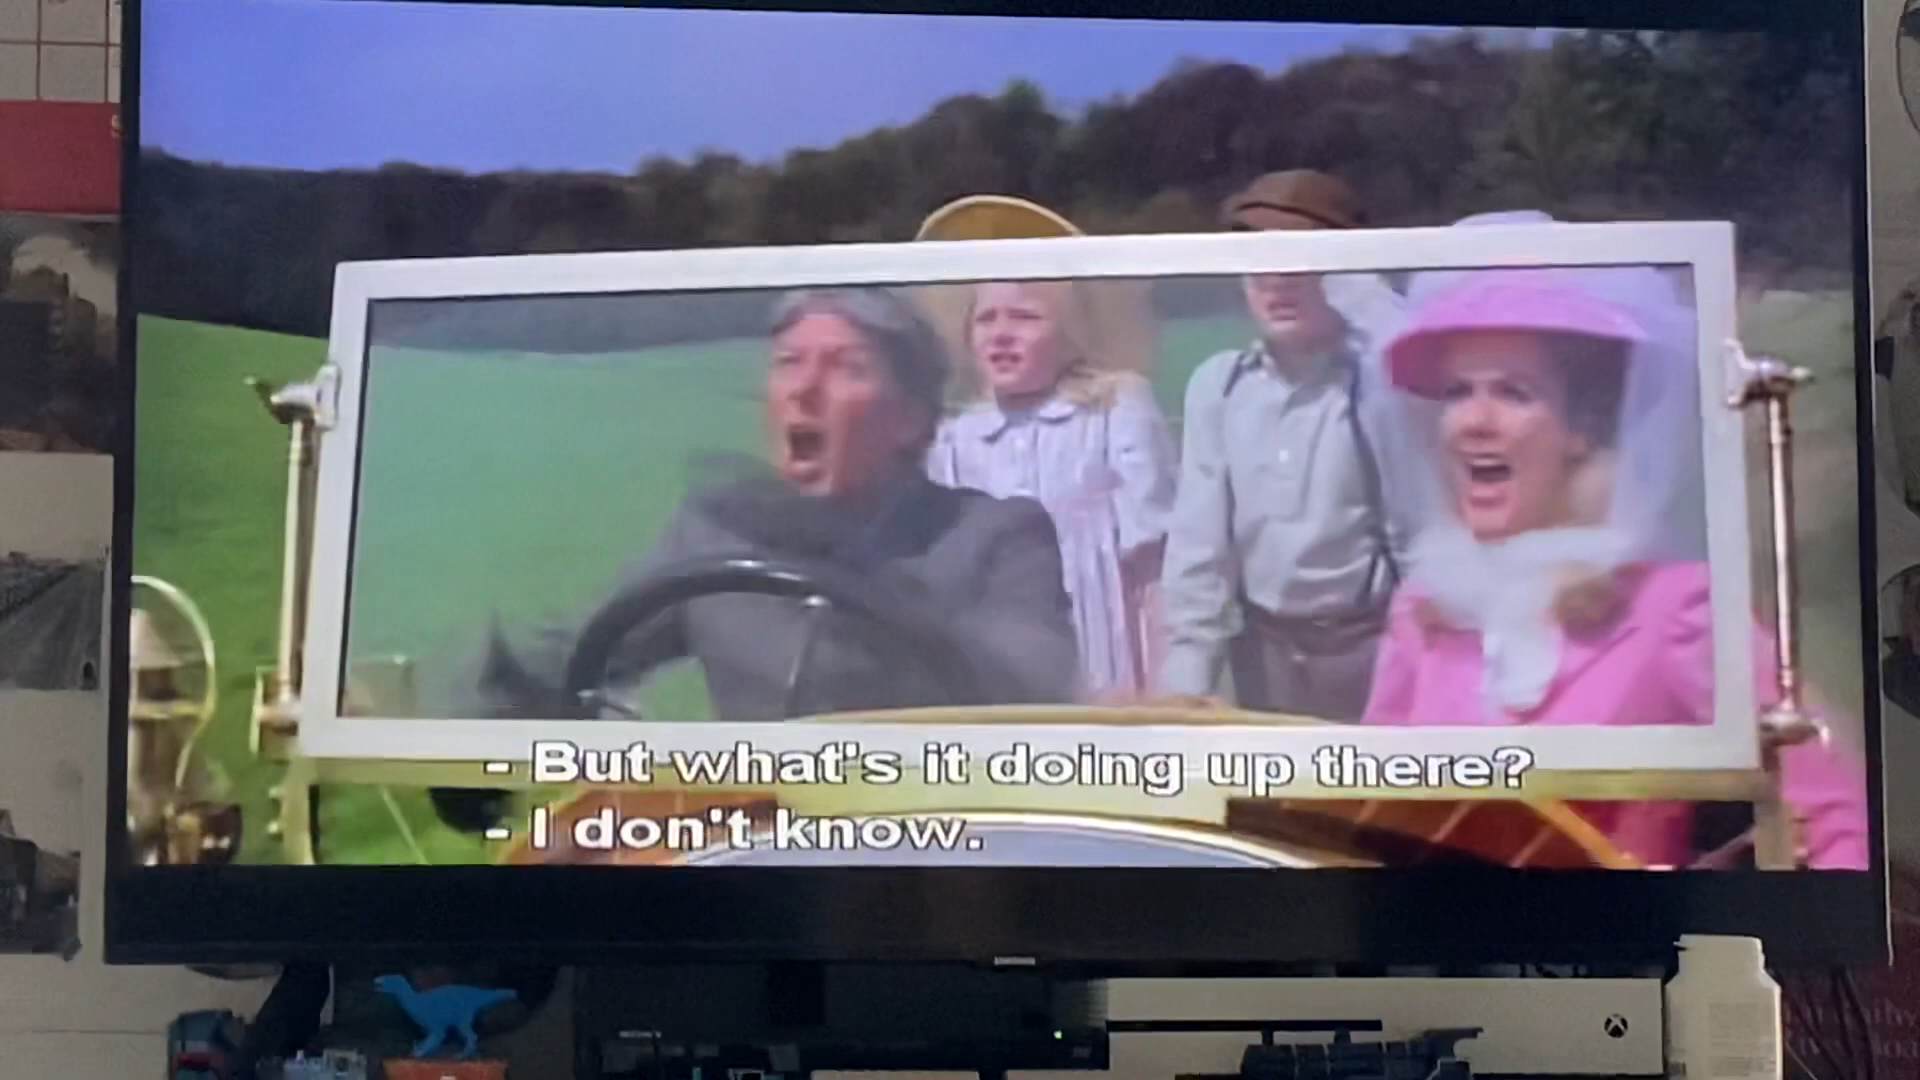 - But what's it doing up there?
- I don't know.